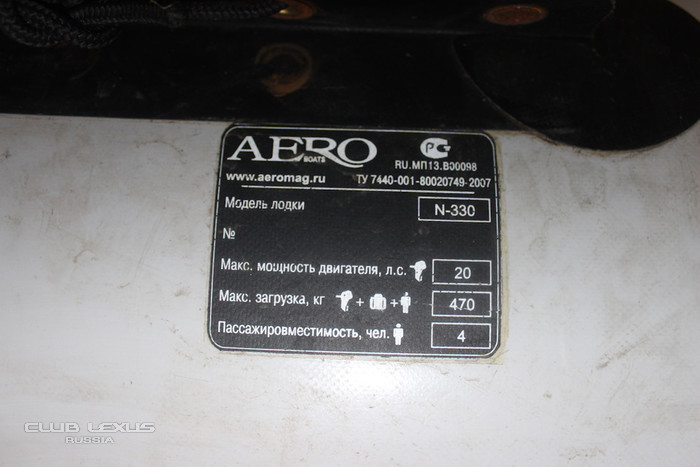 AERO
BOATS
RU.МП13.В00098
www.aeromag.ru ТУ 7440-001-80020749-2007
Модель лодки N-330
№
Макс. мощность двигателя, л.с. 20
Макс. загрузка, кг + + 470
Пассажировместимость, чел. 4
CLUB LEXUS
RUSSIA